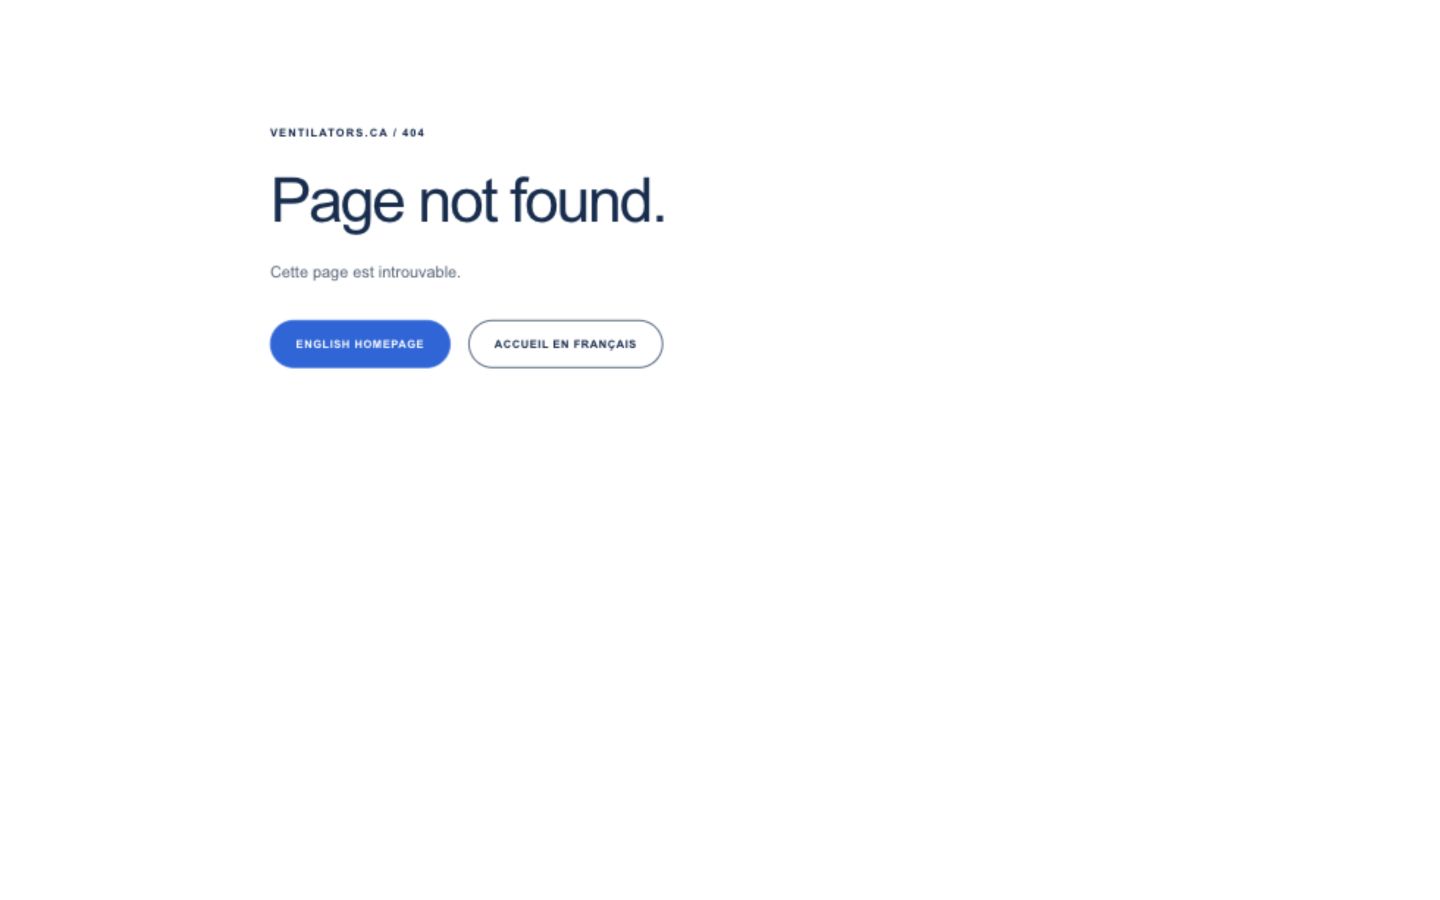 VENTILATORS.CA / 404
Page not found.
Cette page est introuvable.
ENGLISH HOMEPAGE
ACCUEIL EN FRANÇAIS